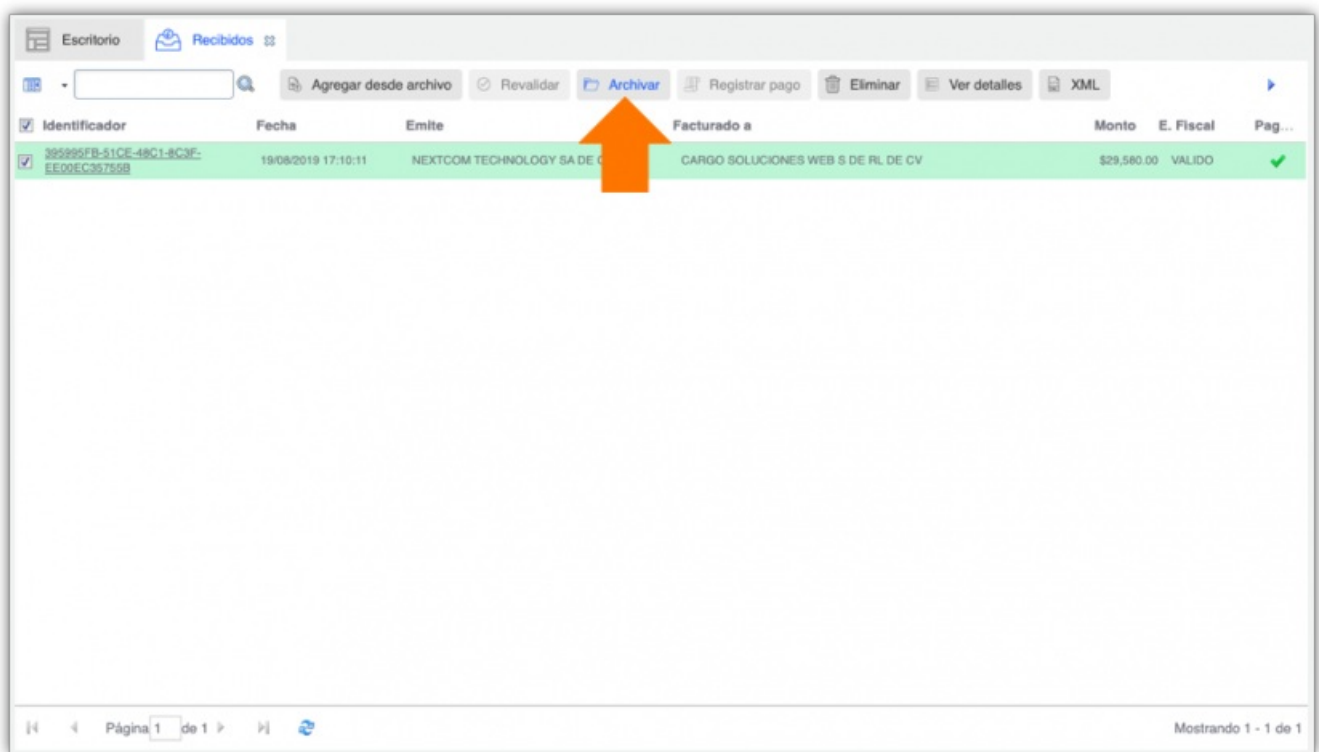 Escritorio Recibidos
Agregar desde archivo Revalidar Archivar Registrar pago Eliminar Ver detalles XML
Identificador Fecha Emite Facturado a Monto E. Fiscal Pag...
395995FB-51CE-48C1-8C3F-
EE00EC35755B 19/08/2019 17:10:11 NEXTCOM TECHNOLOGY SA DE CARGO SOLUCIONES WEB S DE RL DE CV $29,580.00 VALIDO
Página 1 de 1 Mostrando 1 - 1 de 1